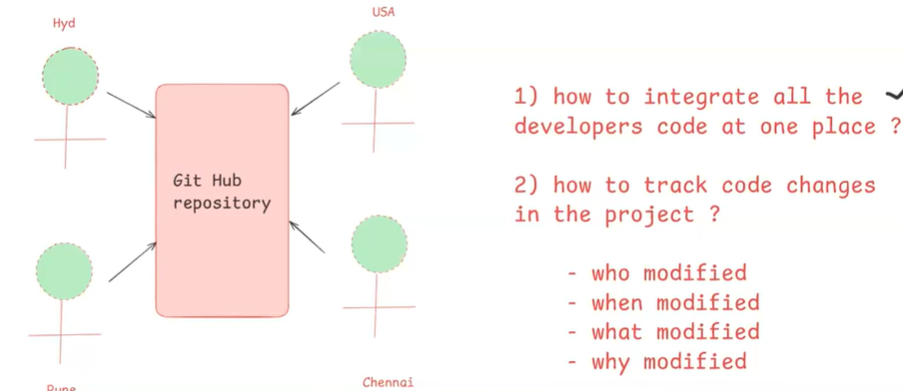 Hyd
USA
Git Hub
repository
1) how to integrate all the
developers code at one place ?
2) how to track code changes
in the project ?
- who modified
- when modified
- what modified
- why modified
Pune
Chennai